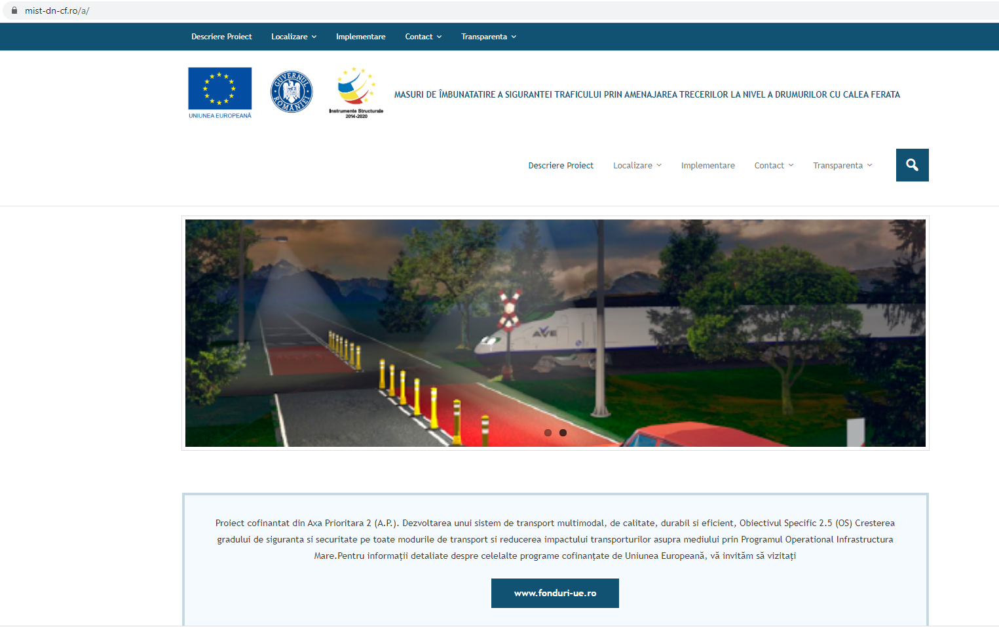 mist-dn-cf.ro/a/
Descriere Proiect Localizare Implementare Contact Transparenta
UNIUNEA EUROPEANĂ
GUVERNUL ROMÂNIEI
Instrumente Structurale
2014-2020
MASURI DE ÎMBUNATATIRE A SIGURANTEI TRAFICULUI PRIN AMENAJAREA TRECERILOR LA NIVEL A DRUMURILOR CU CALEA FERATA
Descriere Proiect Localizare Implementare Contact Transparenta
AVE
Proiect cofinantat din Axa Prioritara 2 (A.P.). Dezvoltarea unui sistem de transport multimodal, de calitate, durabil si eficient, Obiectivul Specific 2.5 (OS) Cresterea
gradului de siguranta si securitate pe toate modurile de transport si reducerea impactului transporturilor asupra mediului prin Programul Operational Infrastructura
Mare.Pentru informații detaliate despre celelalte programe cofinanțate de Uniunea Europeană, vă invităm să vizitați
www.fonduri-ue.ro